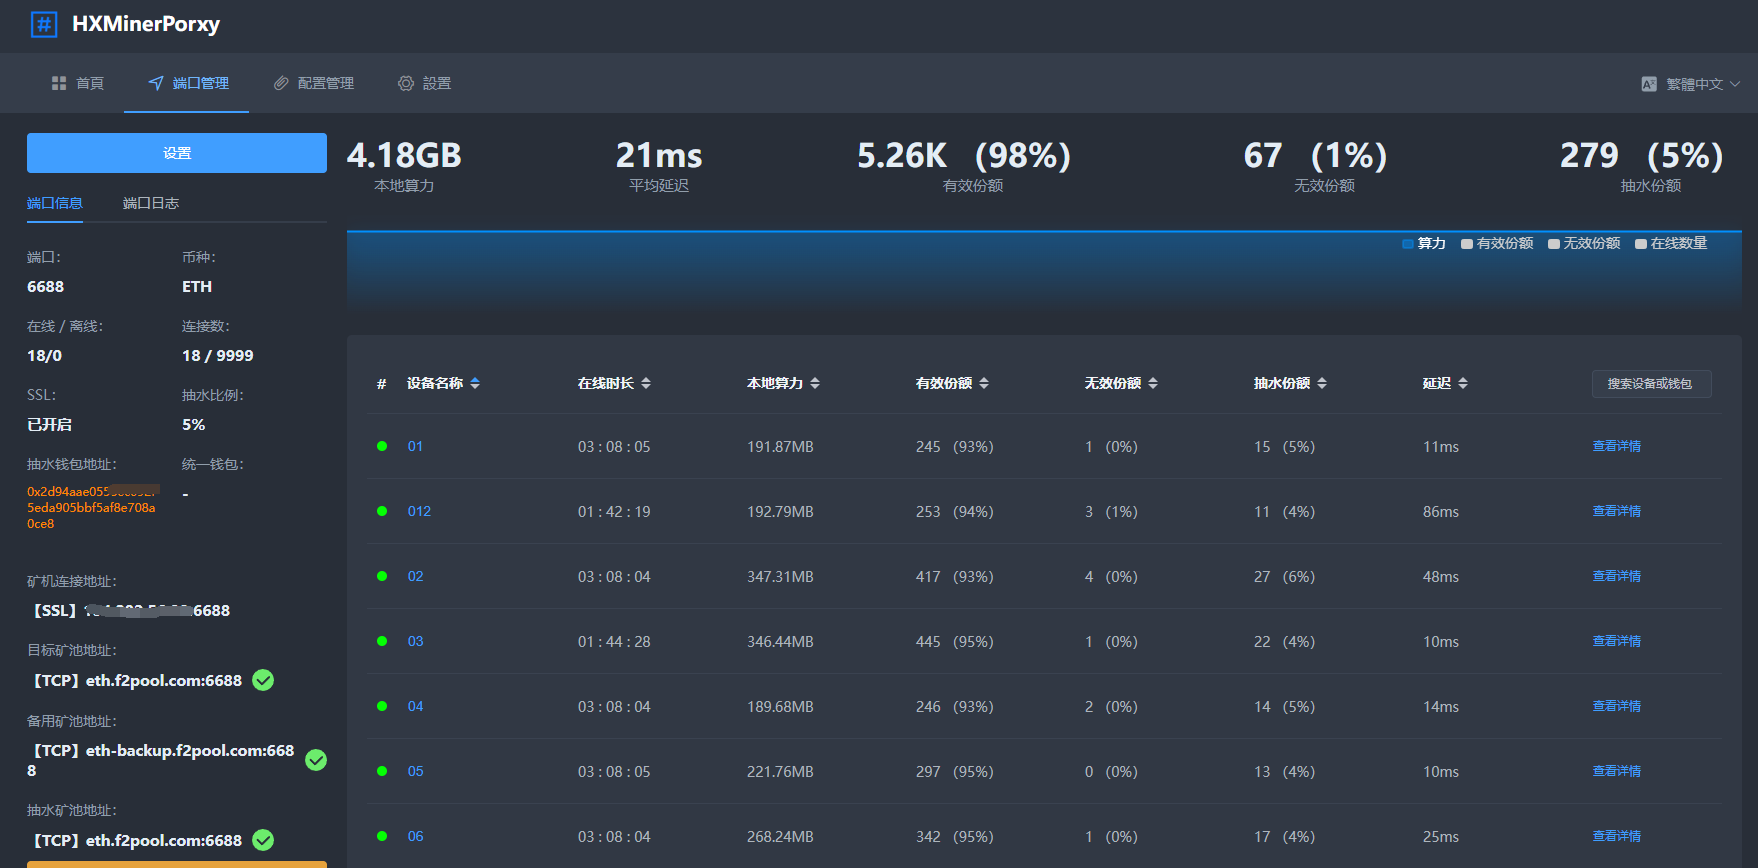 HXMinerPorxy
首頁 端口管理 配置管理 設置 繁體中文
设置
4.18GB 21ms 5.26K (98%) 67 (1%) 279 (5%)
本地算力 平均延迟 有效份额 无效份额 抽水份额
端口信息 端口日志
算力 有效份额 无效份额 在线数量
端口: 币种:
6688 ETH
在线 / 离线: 连接数:
18/0 18 / 9999
SSL: 抽水比例:
已开启 5%
抽水钱包地址: 统一钱包:
0x2d94aae055
-
5eda905bbf5af8e708a
0ce8
矿机连接地址:
【SSL】 :6688
目标矿池地址:
【TCP】eth.f2pool.com:6688
备用矿池地址:
【TCP】eth-backup.f2pool.com:668
8
抽水矿池地址:
【TCP】eth.f2pool.com:6688
# 设备名称 在线时长 本地算力 有效份额 无效份额 抽水份额 延迟 搜索设备或钱包
01 03 : 08 : 05 191.87MB 245 (93%) 1 (0%) 15 (5%) 11ms 查看详情
012 01 : 42 : 19 192.79MB 253 (94%) 3 (1%) 11 (4%) 86ms 查看详情
02 03 : 08 : 04 347.31MB 417 (93%) 4 (0%) 27 (6%) 48ms 查看详情
03 01 : 44 : 28 346.44MB 445 (95%) 1 (0%) 22 (4%) 10ms 查看详情
04 03 : 08 : 04 189.68MB 246 (93%) 2 (0%) 14 (5%) 14ms 查看详情
05 03 : 08 : 05 221.76MB 297 (95%) 0 (0%) 13 (4%) 10ms 查看详情
06 03 : 08 : 04 268.24MB 342 (95%) 1 (0%) 17 (4%) 25ms 查看详情